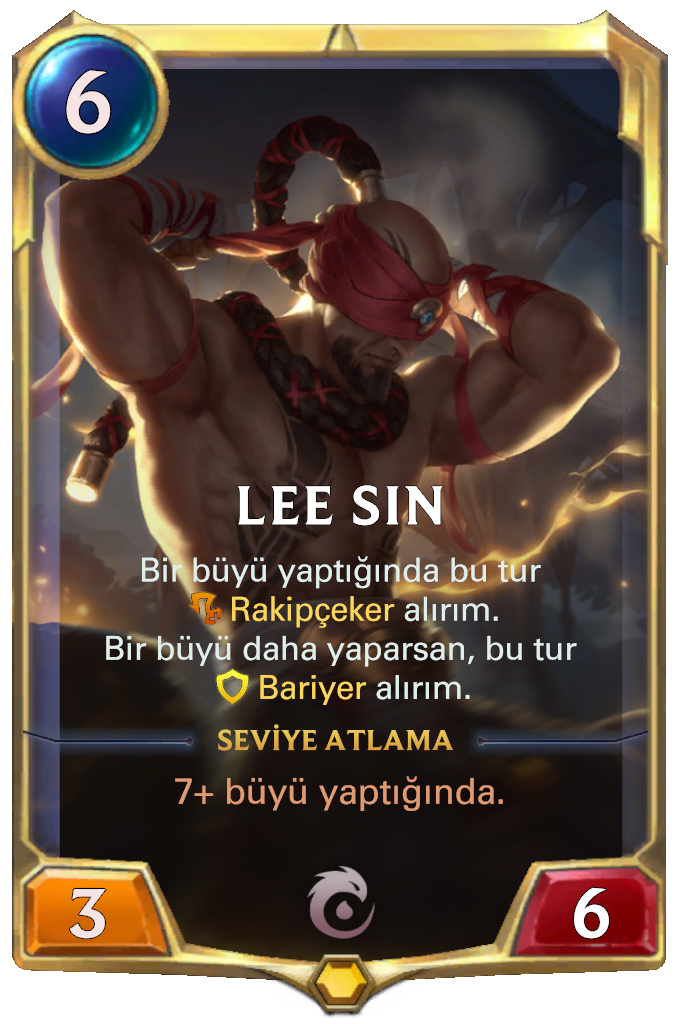 6
LEE SIN
Bir büyü yaptığında bu tur
Rakipçeker alırım.
Bir büyü daha yaparsan, bu tur
Bariyer alırım.
SEVİYE ATLAMA
7+ büyü yaptığında.
3
6